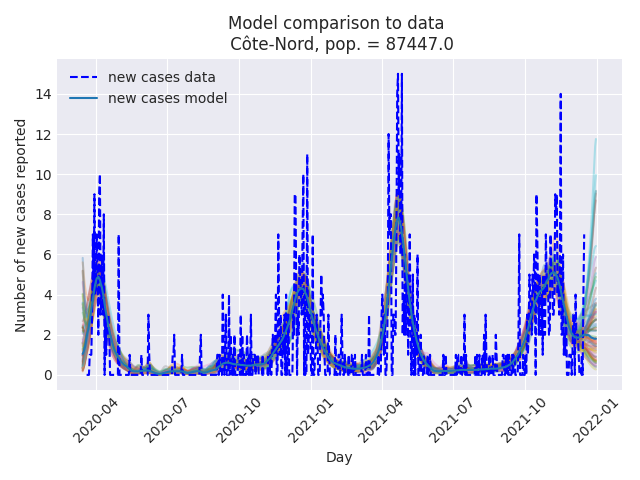 Model comparison to data
Côte-Nord, pop. = 87447.0
new cases data
new cases model
Number of new cases reported
14
12
10
8
6
4
2
0
2020-04
2020-07
2020-10
2021-01
2021-04
2021-07
2021-10
2022-01
Day